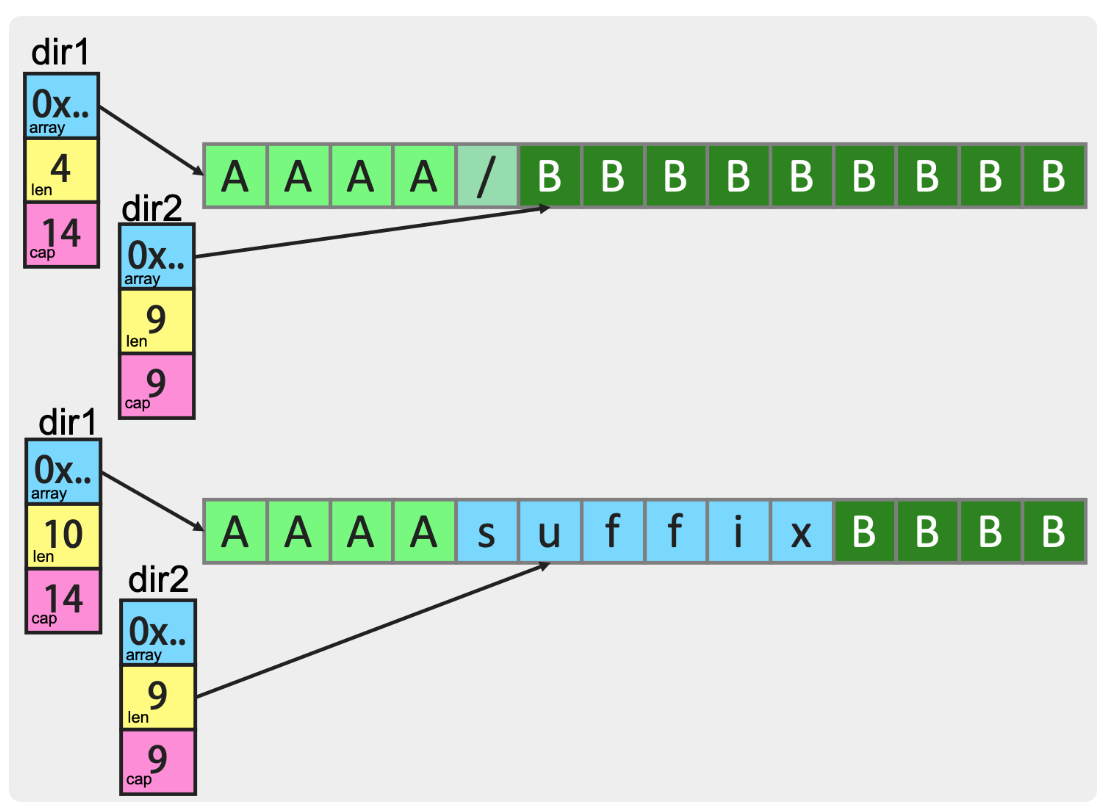 dir1
0x..
array
4
len
14
cap
A A A A / B B B B B B B B B
dir2
0x..
array
9
len
9
cap
dir1
0x..
array
10
len
14
cap
A A A A s u f f i x B B B B
dir2
0x..
array
9
len
9
cap